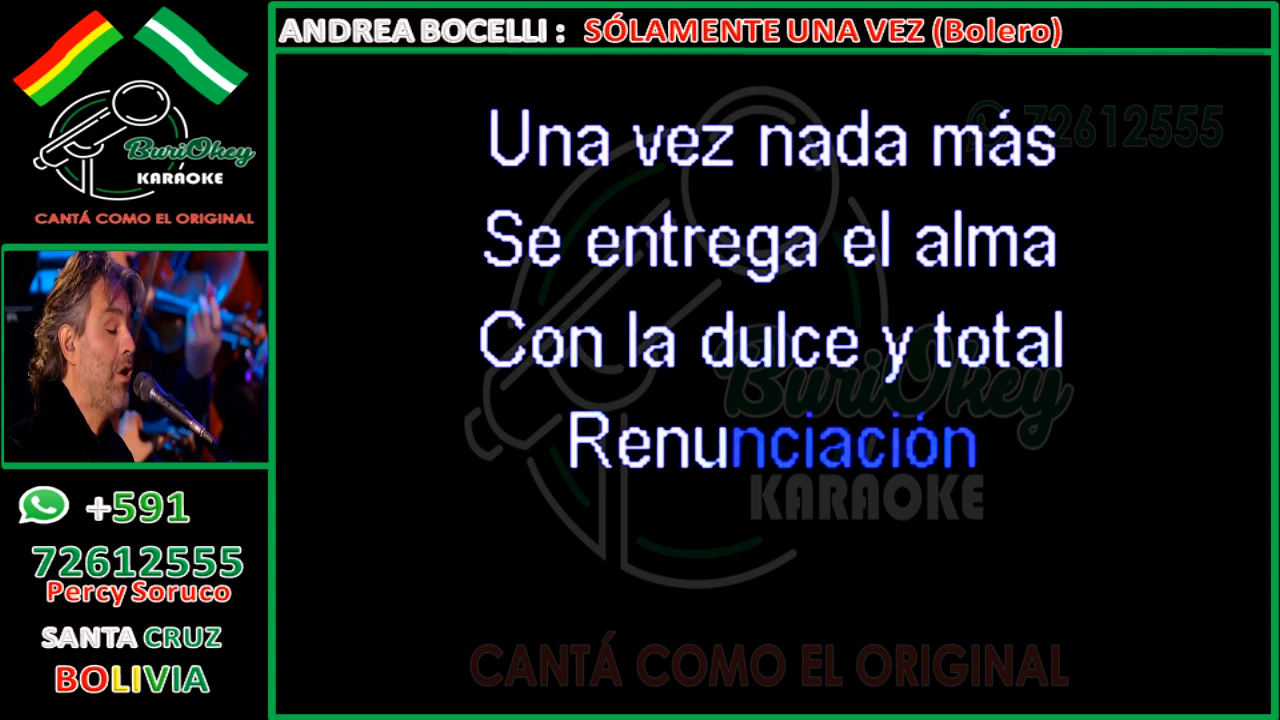 ANDREA BOCELLI : SÓLAMENTE UNA VEZ (Bolero)
BuriOkey
KARAOKE
CANTÁ COMO EL ORIGINAL
+591
72612555
Percy Soruco
SANTA CRUZ
BOLIVIA
72612555
Una vez nada más
Se entrega el alma
Con la dulce y total
Renunciación
BuriOkey
KARAOKE
CANTÁ COMO EL ORIGINAL